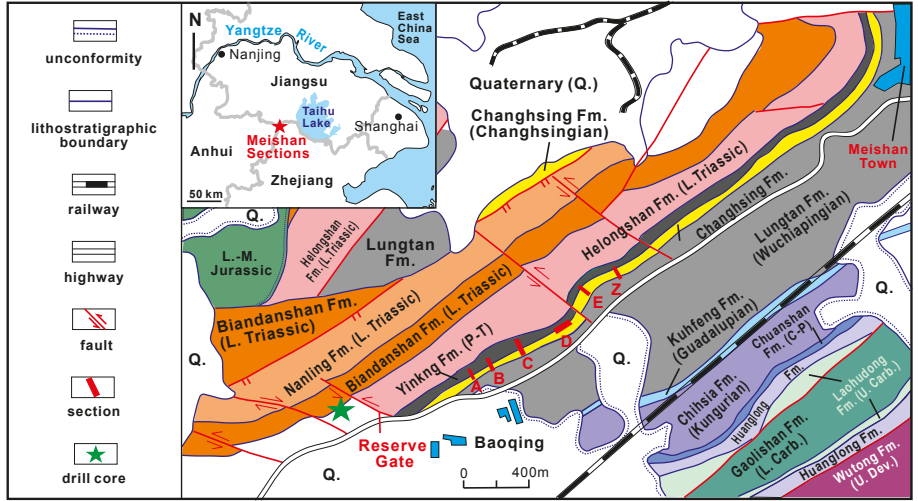 unconformity
lithostratigraphic
boundary
railway
highway
fault
section
drill core
N
Yangtze
River
East
China
Sea
Nanjing
Jiangsu
Taihu
Lake
Shanghai
Meishan
Sections
Anhui
Zhejiang
50 km
Quaternary (Q.)
Changhsing Fm.
(Changhsingian)
Meishan
Town
Q.
L.-M.
Jurassic
Helongshan
Fm. (L.Triassic)
Lungtan
Fm.
Helongshan Fm. (L.Triassic)
Changhsing Fm.
Lungtan Fm.
(Wuchiapingian)
Biandanshan Fm.
(L. Triassic)
Nanling Fm. (L. Triassic)
Biandanshan Fm. (L. Triassic)
Yinkng Fm. (P-T)
A
B
C
D
E
Z
Kuhfeng Fm.
(Guadalupian)
Chuanshan
Fm. (C-P)
Q.
Q.
Q.
Q.
Chihsia Fm.
(Kungurian)
Huanglong
Fm.
Laohudong
Fm. (U. Carb.)
Gaolishan Fm.
(L. Carb.)
Huanglong Fm.
Wutong Fm.
(U. Dev.)
Reserve
Gate
Baoqing
0 400m